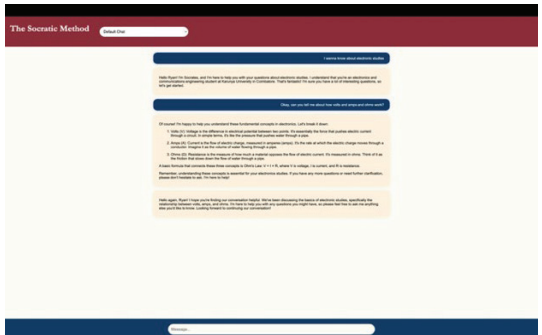 The Socratic Method
Default Chat
I wanna know about electronic studies
Hello Ryan! I'm Socrates, and I'm here to help you with your questions about electronic studies. I understand that you're an electronics and
communications engineering student at Karunya University in Coimbatore. That's fantastic! I'm sure you have a lot of interesting questions, so
let's get started.
Okay, can you tell me about how volts and amps and ohms work?
Of course! I'm happy to help you understand these fundamental concepts in electronics. Let's break it down:
1. Volts (V): Voltage is the difference in electrical potential between two points. It's essentially the force that pushes electric current
through a circuit. In simple terms, it's like the pressure that pushes water through a pipe.
2. Amps (A): Current is the flow of electric charge, measured in amperes (amps). It's the rate at which the electric charge moves through a
conductor. Imagine it as the volume of water flowing through a pipe.
3. Ohms (Ω): Resistance is the measure of how much a material opposes the flow of electric current. It's measured in ohms. Think of it as
the friction that slows down the flow of water through a pipe.
A basic formula that connects these three concepts is Ohm's Law: V = I × R, where V is voltage, I is current, and R is resistance.
Remember, understanding these concepts is essential for your electronics studies. If you have any more questions or need further clarification,
please don't hesitate to ask. I'm here to help!
Hello again, Ryan! I hope you're finding our conversation helpful. We've been discussing the basics of electronic studies, specifically the
relationship between volts, amps, and ohms. I'm here to help you with any questions you might have, so please feel free to ask me anything
else you'd like to know. Looking forward to continuing our conversation!
Message...